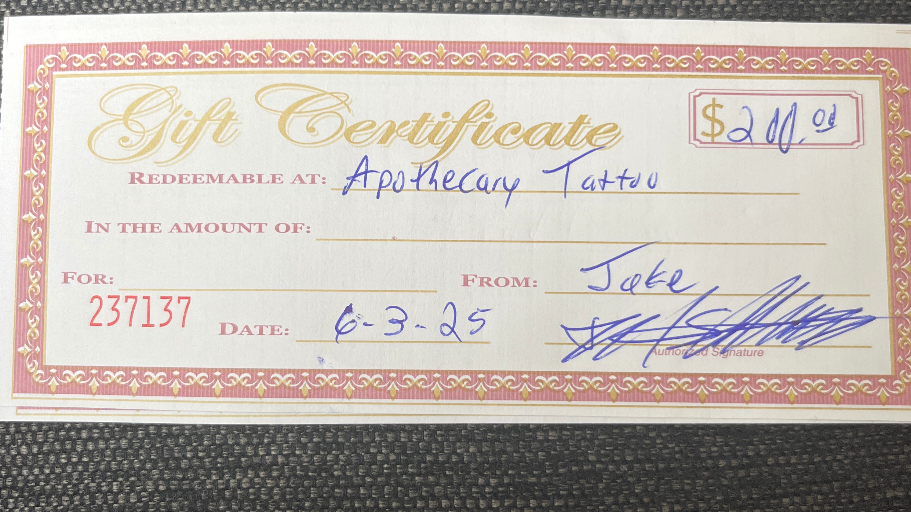 Gift Certificate
$200.00
REDEEMABLE AT: Apothecary Tattoo
IN THE AMOUNT OF:
FOR:
FROM: Jake
237137
DATE: 6-3-25
Authorized Signature